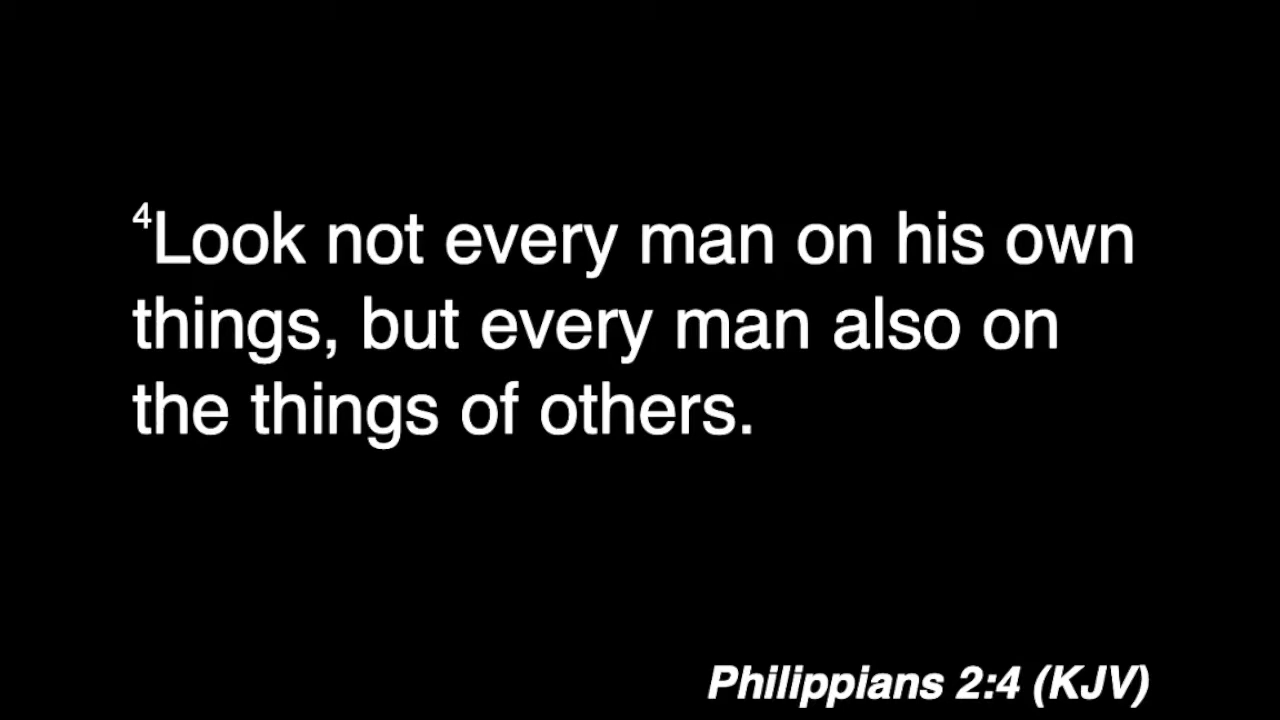 ⁴Look not every man on his own
things, but every man also on
the things of others.
Philippians 2:4 (KJV)